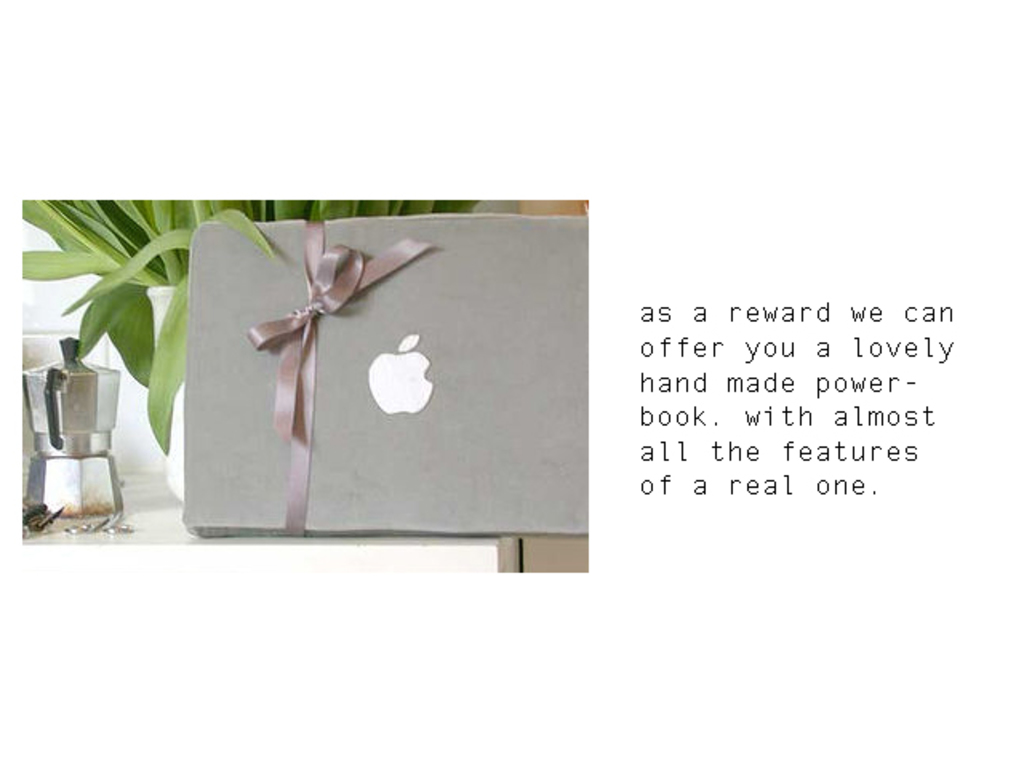 as a reward we can
offer you a lovely
hand made power-
book. with almost
all the features
of a real one.